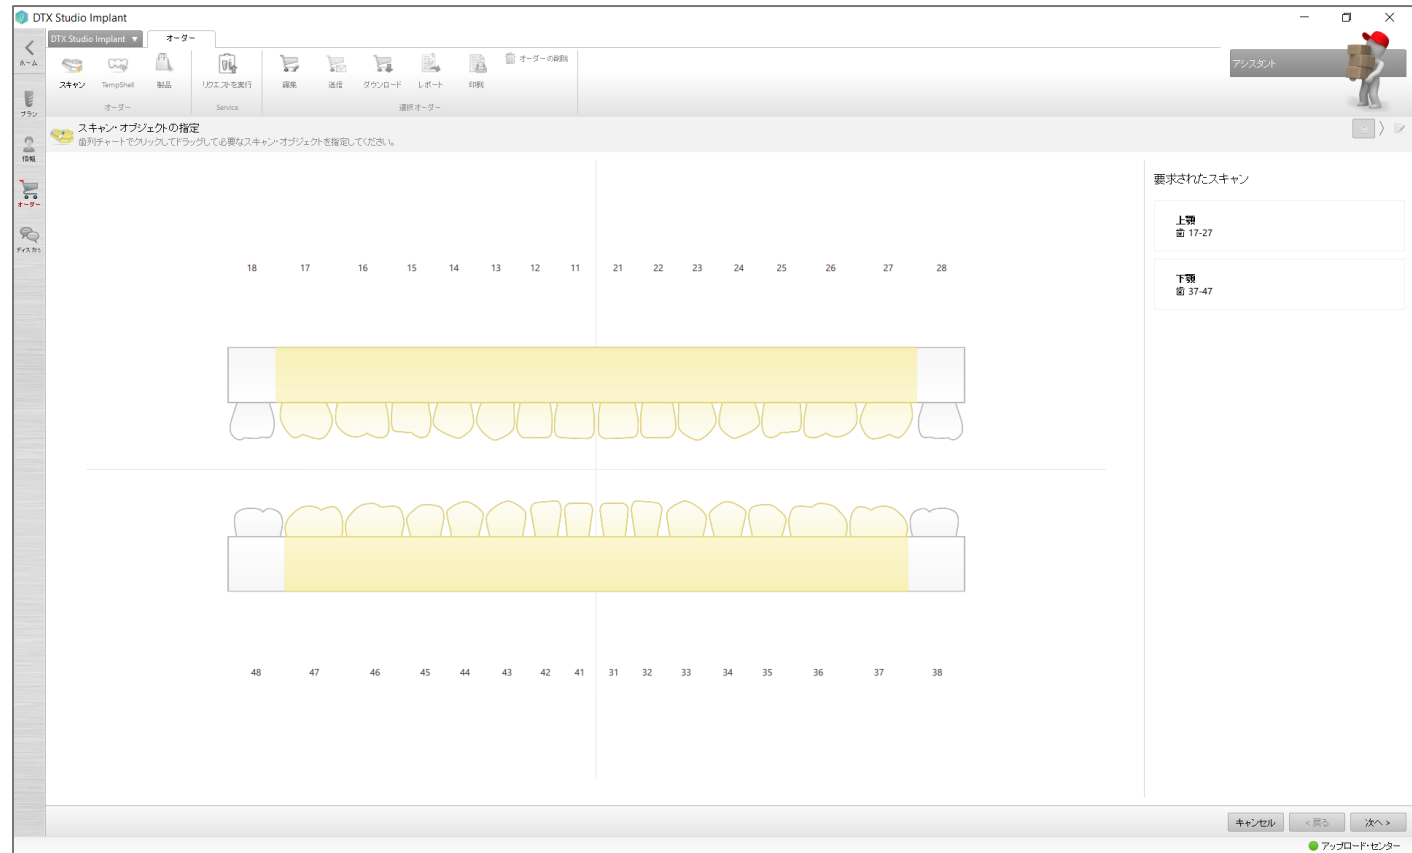 DTX Studio Implant
DTX Studio Implant ▼ オーダー
ホーム
スキャン TempShell 製品 リクエストを実行 編集 送信 ダウンロード レポート 印刷 オーダーの削除
オーダー Service 選択オーダー
アシスタント
プラン
情報
オーダー
スキャン・オブジェクトの指定
歯列チャートでクリックしてドラッグして必要なスキャン・オブジェクトを指定してください。
要求されたスキャン
上顎
歯 17-27
下顎
歯 37-47
18 17 16 15 14 13 12 11 21 22 23 24 25 26 27 28
48 47 46 45 44 43 42 41 31 32 33 34 35 36 37 38
キャンセル < 戻る 次へ >
アップロード・センター